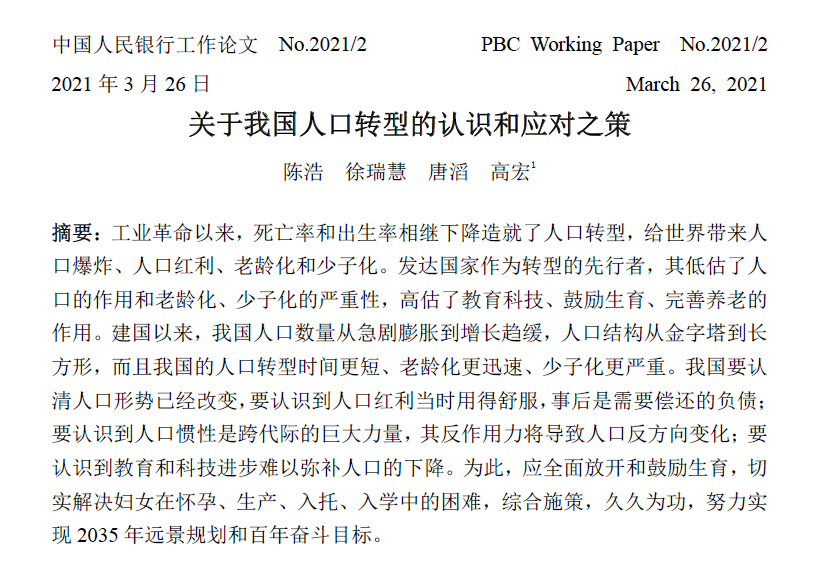 中国人民银行工作论文 No.2021/2 PBC Working Paper No.2021/2
2021 年 3 月 26 日 March 26, 2021
关于我国人口转型的认识和应对之策
陈浩 徐瑞慧 唐滔 高宏1
摘要：工业革命以来，死亡率和出生率相继下降造就了人口转型，给世界带来人
口爆炸、人口红利、老龄化和少子化。发达国家作为转型的先行者，其低估了人
口的作用和老龄化、少子化的严重性，高估了教育科技、鼓励生育、完善养老的
作用。建国以来，我国人口数量从急剧膨胀到增长趋缓，人口结构从金字塔到长
方形，而且我国的人口转型时间更短、老龄化更迅速、少子化更严重。我国要认
清人口形势已经改变，要认识到人口红利当时用得舒服，事后是需要偿还的负债；
要认识到人口惯性是跨代际的巨大力量，其反作用力将导致人口反方向变化；要
认识到教育和科技进步难以弥补人口的下降。为此，应全面放开和鼓励生育，切
实解决妇女在怀孕、生产、入托、入学中的困难，综合施策，久久为功，努力实
现 2035 年远景规划和百年奋斗目标。